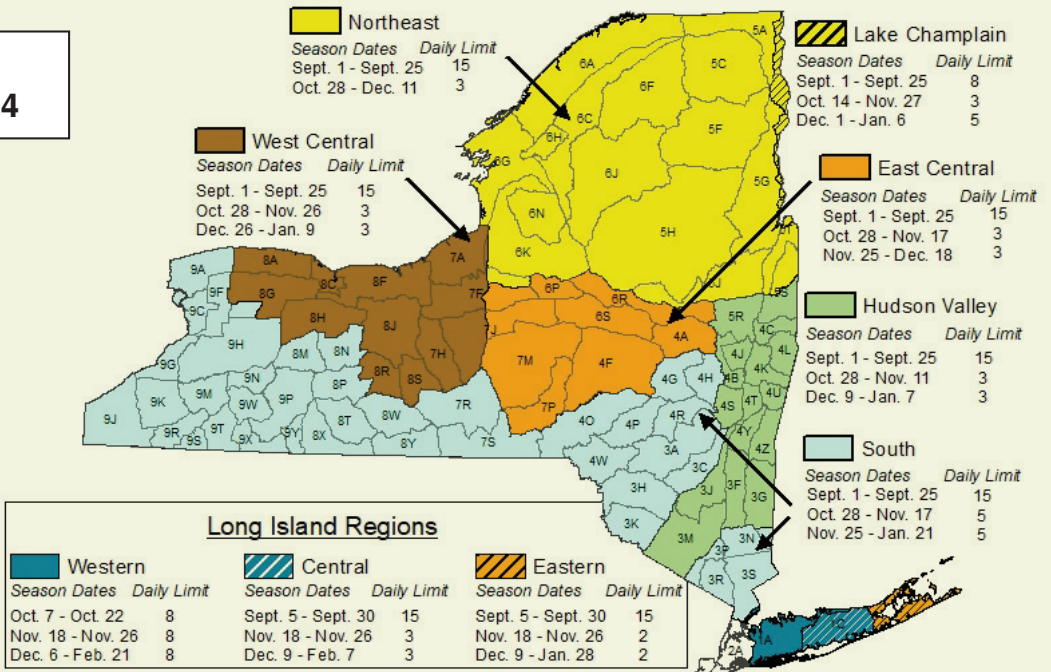 4
Northeast
Season Dates Daily Limit
Sept. 1 - Sept. 25 15
Oct. 28 - Dec. 11 3
Lake Champlain
Season Dates Daily Limit
Sept. 1 - Sept. 25 8
Oct. 14 - Nov. 27 3
Dec. 1 - Jan. 6 5
West Central
Season Dates Daily Limit
Sept. 1 - Sept. 25 15
Oct. 28 - Nov. 26 3
Dec. 26 - Jan. 9 3
East Central
Season Dates Daily Limit
Sept. 1 - Sept. 25 15
Oct. 28 - Nov. 17 3
Nov. 25 - Dec. 18 3
Hudson Valley
Season Dates Daily Limit
Sept. 1 - Sept. 25 15
Oct. 28 - Nov. 11 3
Dec. 9 - Jan. 7 3
South
Season Dates Daily Limit
Sept. 1 - Sept. 25 15
Oct. 28 - Nov. 17 5
Nov. 25 - Jan. 21 5
5A
6A
5C
6F
6C
6H
5F
6G
6J
5G
6N
5H
6K
7A
9A
8A
8C
8F
7F
6P
6R
9F
8G
9C
8H
8J
7J
6S
4A
5R
4C
5S
9H
8M
8N
7H
7M
4F
4J
4L
9G
8R
8S
4G
4H
4B
4K
9N
8P
9M
9K
9W
9P
7R
7P
4S
4T
4U
9J
8T
8W
4O
4P
4R
4Y
9R
9S
9T
9X
9Y
8X
8Y
7S
3A
4Z
4W
3C
3H
3J
3F
3G
3K
3M
3N
3P
3R
3S
1A
1C
2A
Long Island Regions
Western
Season Dates Daily Limit
Oct. 7 - Oct. 22 8
Nov. 18 - Nov. 26 8
Dec. 6 - Feb. 21 8
Central
Season Dates Daily Limit
Sept. 5 - Sept. 30 15
Nov. 18 - Nov. 26 3
Dec. 9 - Feb. 7 3
Eastern
Season Dates Daily Limit
Sept. 5 - Sept. 30 15
Nov. 18 - Nov. 26 2
Dec. 9 - Jan. 28 2